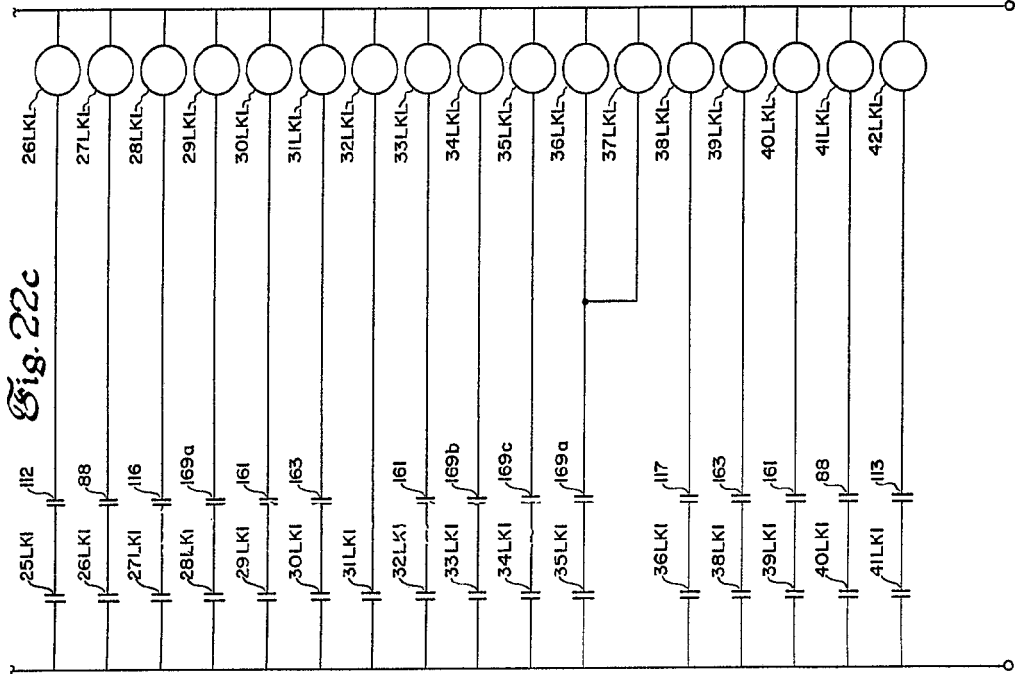 Fig. 22c
26LKL
27LKL
28LKL
29LKL
30LKL
31LKL
32LKL
33LKL
34LKL
35LKL
36LKL
37LKL
38LKL
39LKL
40LKL
41LKL
42LKL
112
88
116
169a
161
163
161
169b
169c
169a
117
163
161
88
113
25LK1
26LK1
27LK1
28LK1
29LK1
30LK1
31LK1
32LK1
33LK1
34LK1
35LK1
36LK1
38LK1
39LK1
40LK1
41LK1